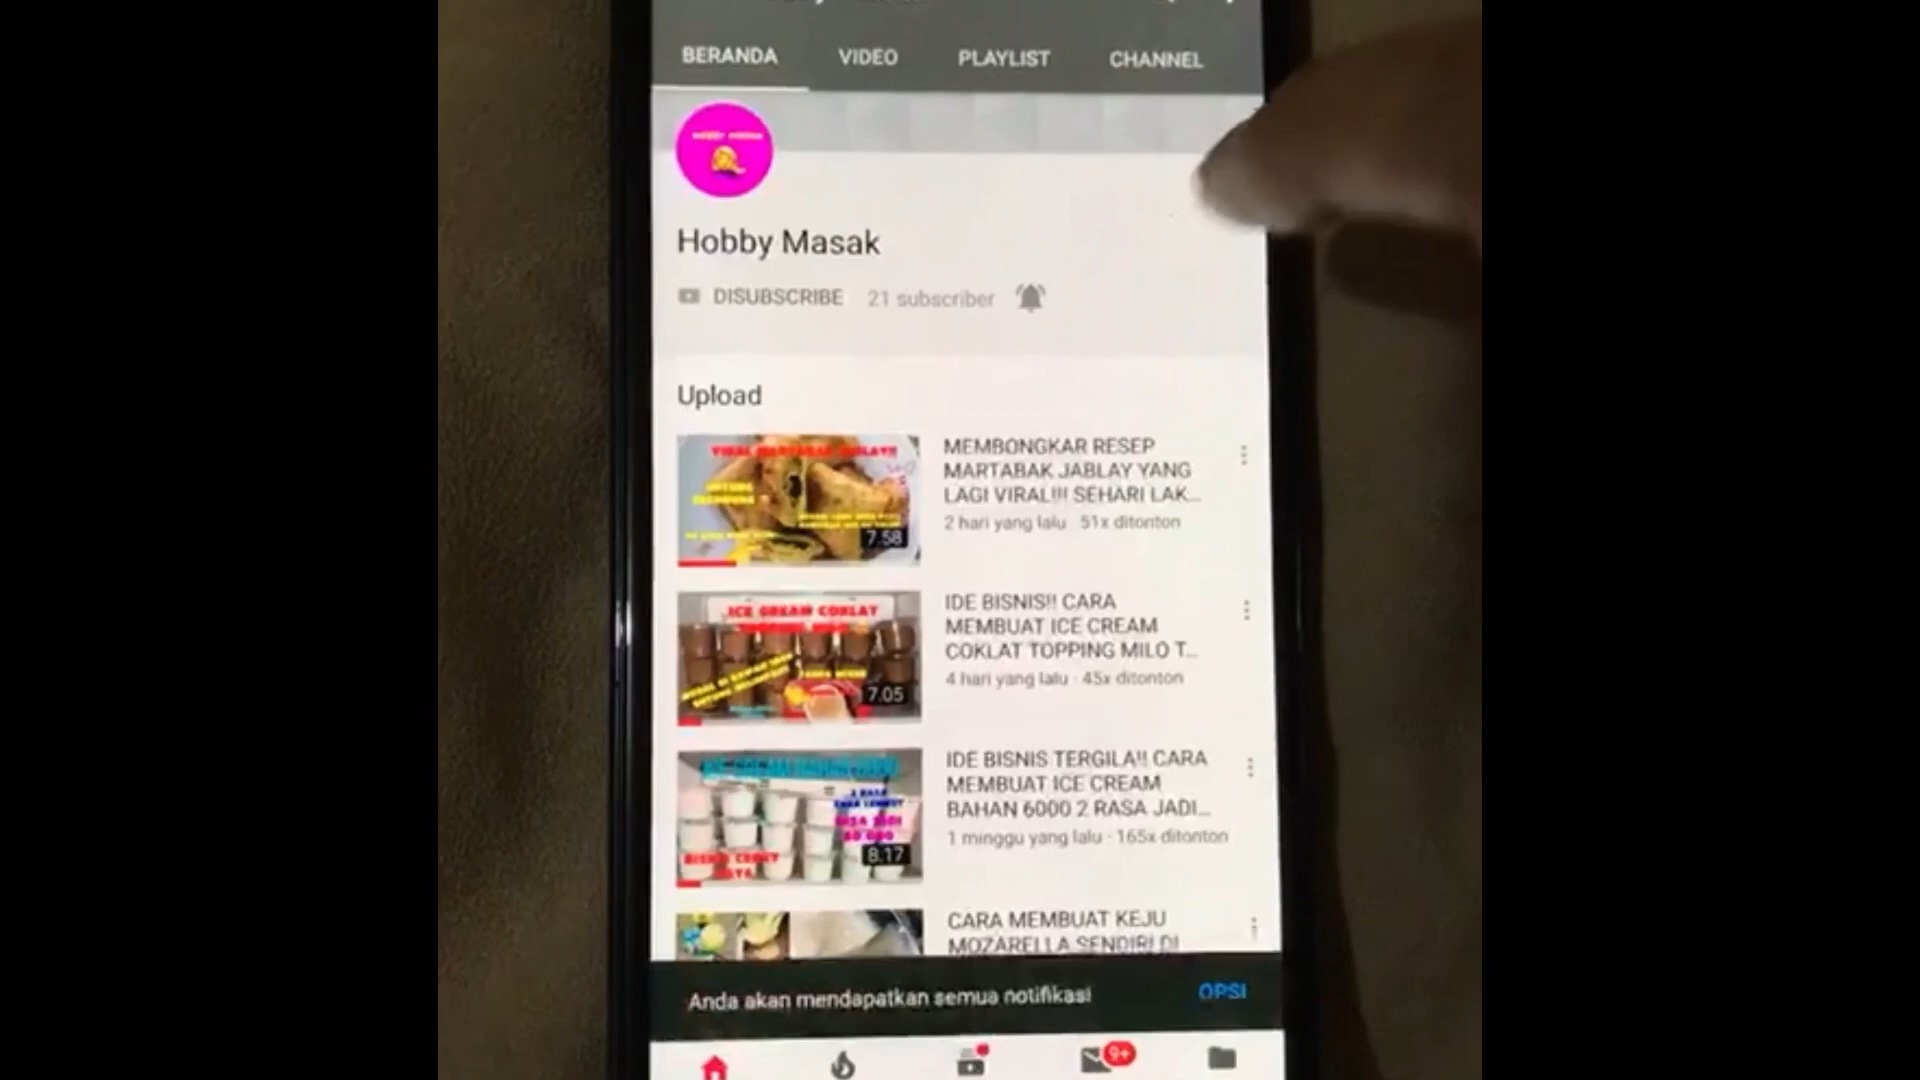 BERANDA VIDEO PLAYLIST CHANNEL
Hobby Masak
DISUBSCRIBE 21 subscriber
Upload
MEMBONGKAR RESEP
MARTABAK JABLAY YANG
LAGI VIRAL!!! SEHARI LAK...
2 hari yang lalu · 51x ditonton
7.58
ICE CREAM COKLAT
7.05
IDE BISNIS!! CARA
MEMBUAT ICE CREAM
COKLAT TOPPING MILO T...
4 hari yang lalu · 45x ditonton
8.17
IDE BISNIS TERGILA!! CARA
MEMBUAT ICE CREAM
BAHAN 6000 2 RASA JADI...
1 minggu yang lalu · 165x ditonton
CARA MEMBUAT KEJU
MOZARELLA SENDIRI DI
Anda akan mendapatkan semua notifikasi OPSI
9+